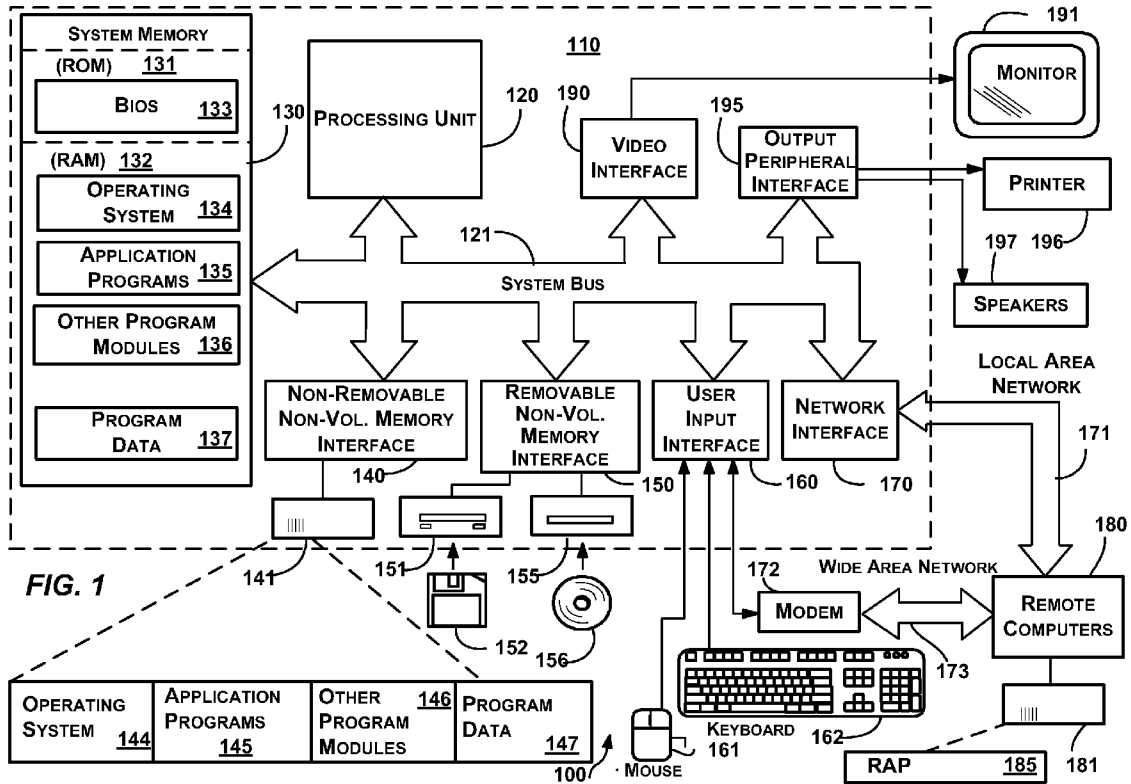 SYSTEM MEMORY
(ROM) 131
BIOS 133
(RAM) 132
OPERATING
SYSTEM 134
APPLICATION
PROGRAMS 135
OTHER PROGRAM
MODULES 136
PROGRAM
DATA 137
130
PROCESSING UNIT
120
110
190
VIDEO
INTERFACE
195
OUTPUT
PERIPHERAL
INTERFACE
191
MONITOR
PRINTER
196
197
SPEAKERS
121
SYSTEM BUS
NON-REMOVABLE
NON-VOL. MEMORY
INTERFACE
140
REMOVABLE
NON-VOL.
MEMORY
INTERFACE
150
USER
INPUT
INTERFACE
160
NETWORK
INTERFACE
170
LOCAL AREA
NETWORK
171
141
151
152
155
156
FIG. 1
172
MODEM
WIDE AREA NETWORK
173
180
REMOTE
COMPUTERS
181
RAP 185
KEYBOARD
161
162
MOUSE
100
OPERATING
SYSTEM 144
APPLICATION
PROGRAMS
145
OTHER 146
PROGRAM
MODULES
PROGRAM
DATA
147